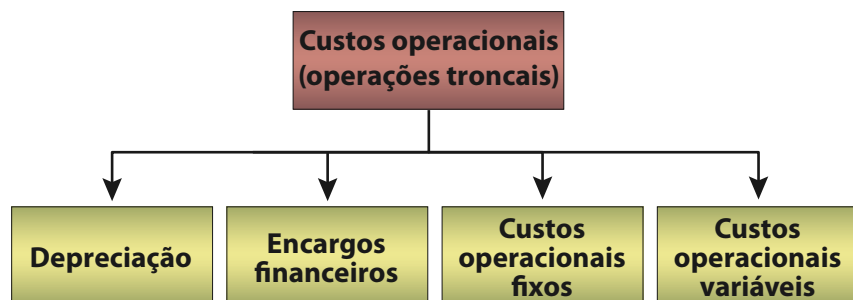 Custos operacionais
(operações troncais)
Depreciação
Encargos
financeiros
Custos
operacionais
fixos
Custos
operacionais
variáveis